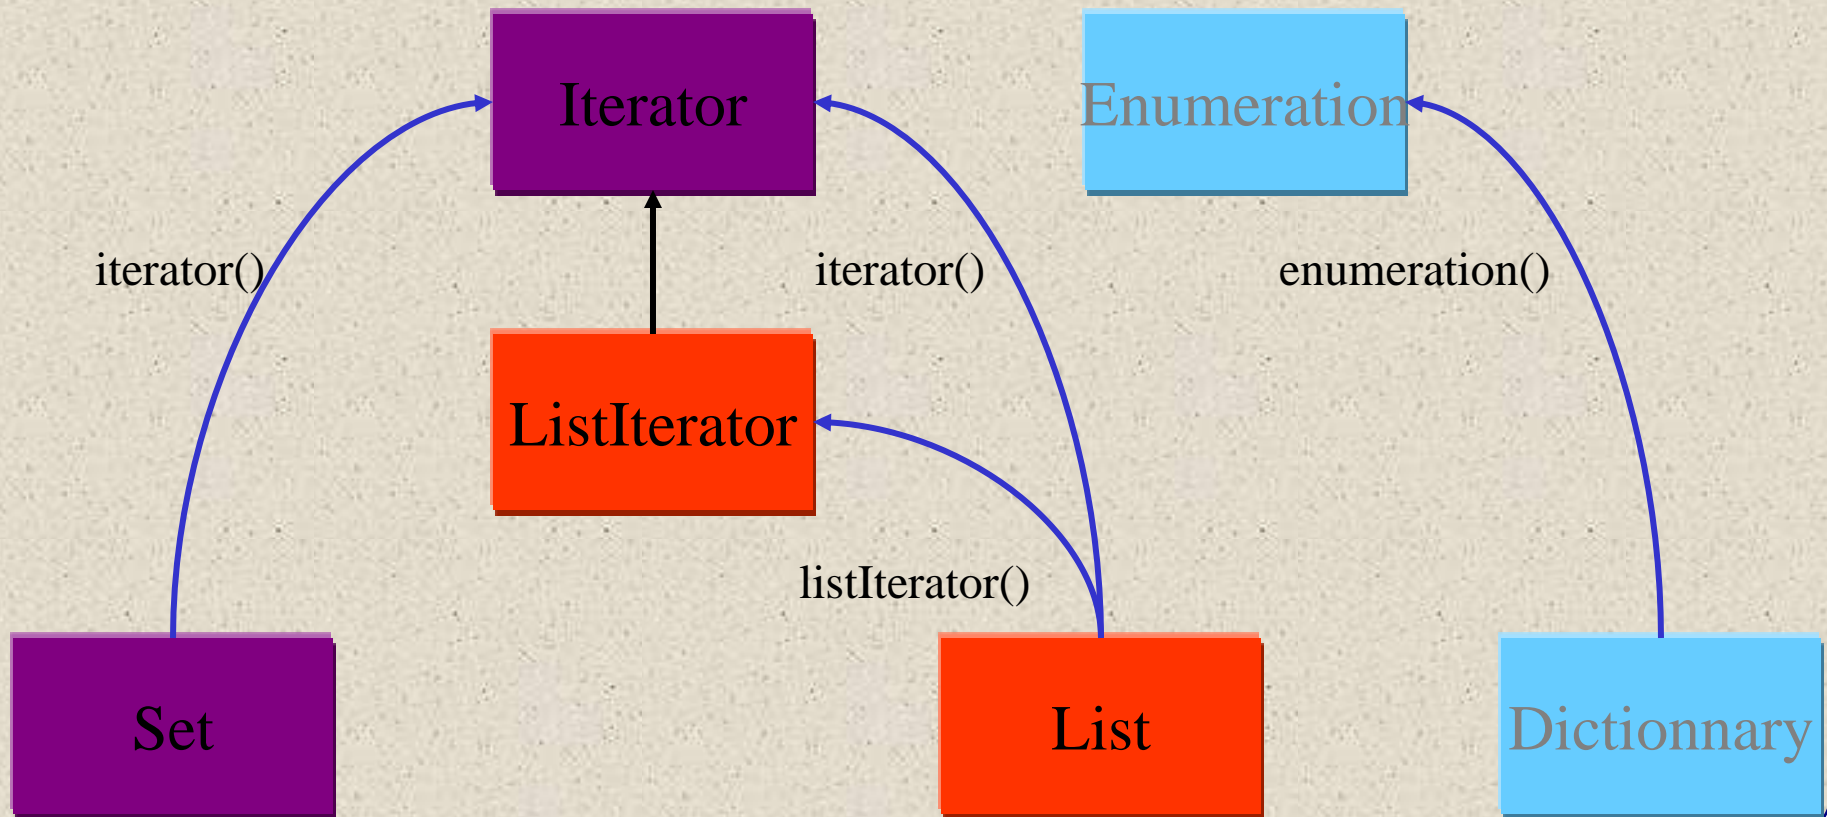 Iterator
Enumeration
iterator()
iterator()
enumeration()
ListIterator
listIterator()
Set
List
Dictionnary